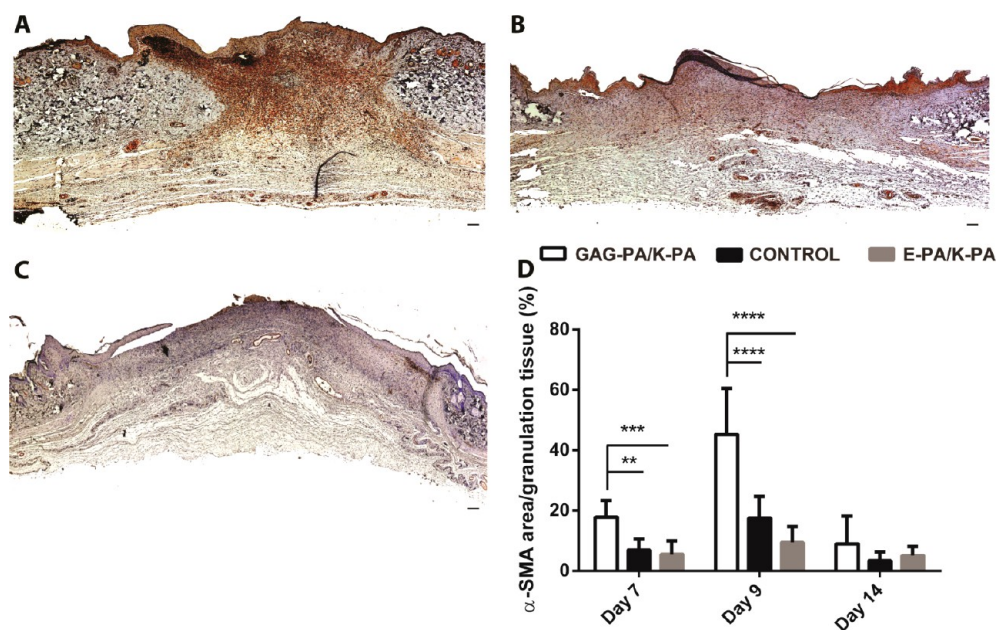 A
B
C
D
GAG-PA/K-PA CONTROL E-PA/K-PA
α-SMA area/granulation tissue (%)
80
60
40
20
0
***
**
****
****
Day 7
Day 9
Day 14